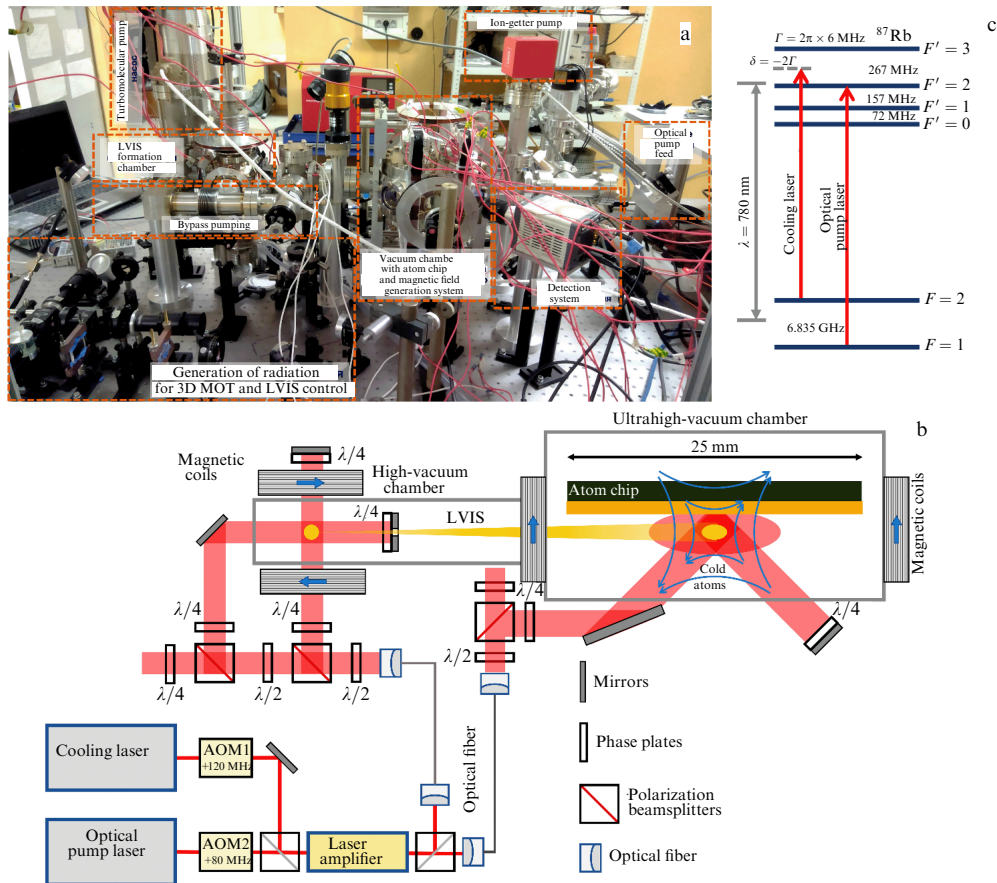 a
Turbomolecular pump
насос
Ion-getter pump
LVIS
formation
chamber
Optical
pump
feed
Bypass pumping
Vacuum chambe
with atom chip
and magnetic field
generation system
Detection
system
Generation of radiation
for 3D MOT and LVIS control
c
Γ = 2π × 6 MHz
⁸⁷Rb
F′ = 3
δ = −2Γ
267 MHz
F′ = 2
157 MHz
F′ = 1
72 MHz
F′ = 0
λ = 780 nm
Cooling laser
Optical
pump laser
F = 2
6.835 GHz
F = 1
b
Ultrahigh-vacuum chamber
25 mm
Magnetic
coils
λ/4
High-vacuum
chamber
Atom chip
λ/4
LVIS
Magnetic coils
Cold
atoms
λ/4
λ/4
λ/4
λ/4
λ/2
λ/4
λ/2
λ/2
Mirrors
Phase plates
Polarization
beamsplitters
Optical fiber
Optical fiber
Cooling laser
AOM1
+120 MHz
Optical
pump laser
AOM2
+80 MHz
Laser
amplifier